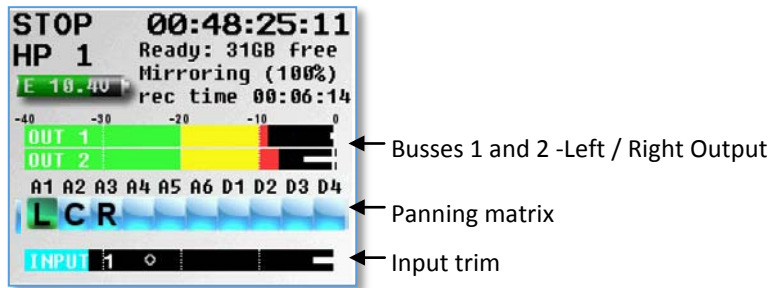 STOP 00:48:25:11
HP 1 Ready: 31GB free
Mirroring (100%)
E 10.4V
rec time 00:06:14
-40 -30 -20 -10 0
OUT 1
OUT 2
Busses 1 and 2 -Left / Right Output
A1 A2 A3 A4 A5 A6 D1 D2 D3 D4
L C R
Panning matrix
INPUT 1
Input trim